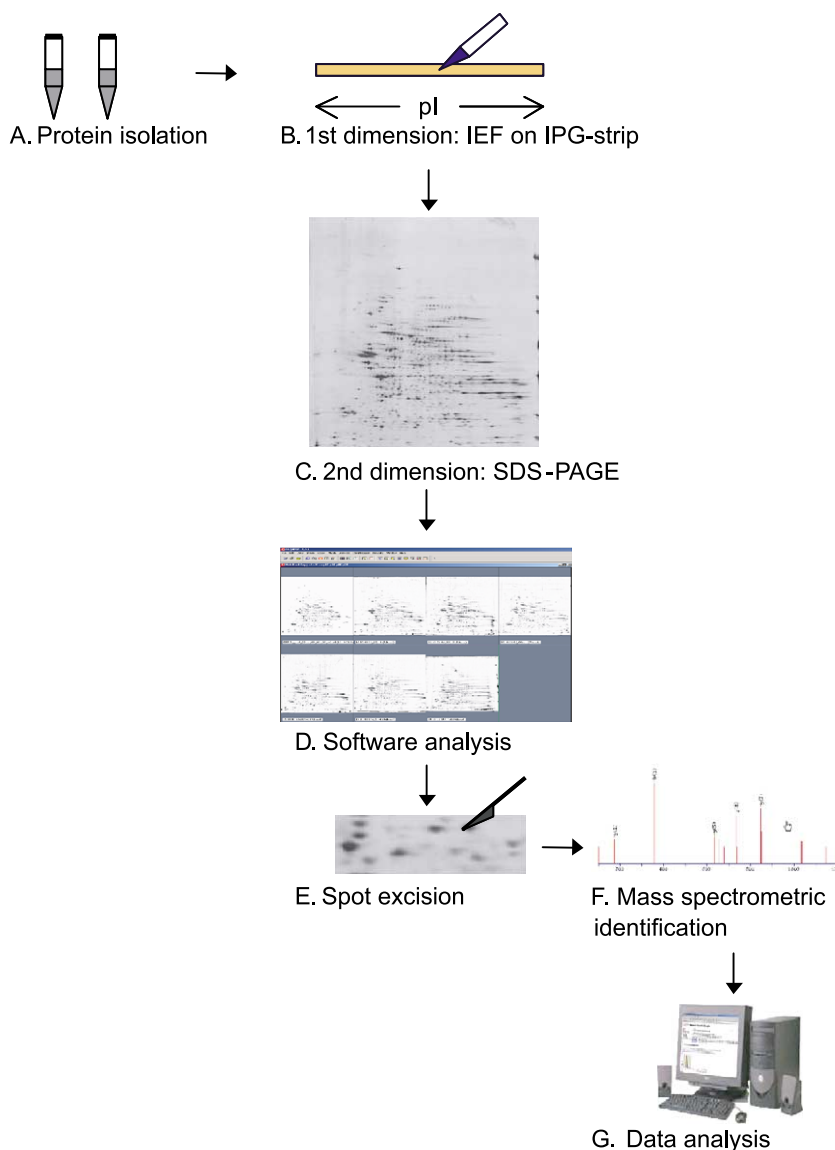 A. Protein isolation
pI
B. 1st dimension: IEF on IPG-strip
C. 2nd dimension: SDS-PAGE
D. Software analysis
E. Spot excision
F. Mass spectrometric
identification
G. Data analysis